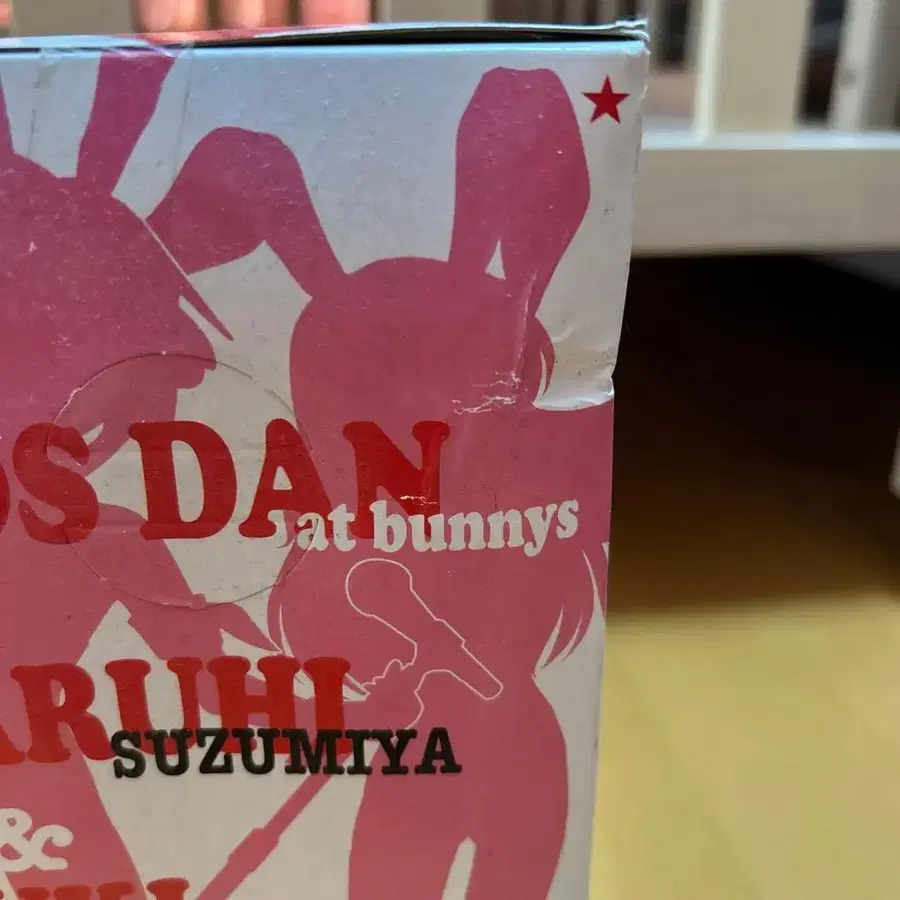 OS DAN
at bunnys
ARUHI
SUZUMIYA
&